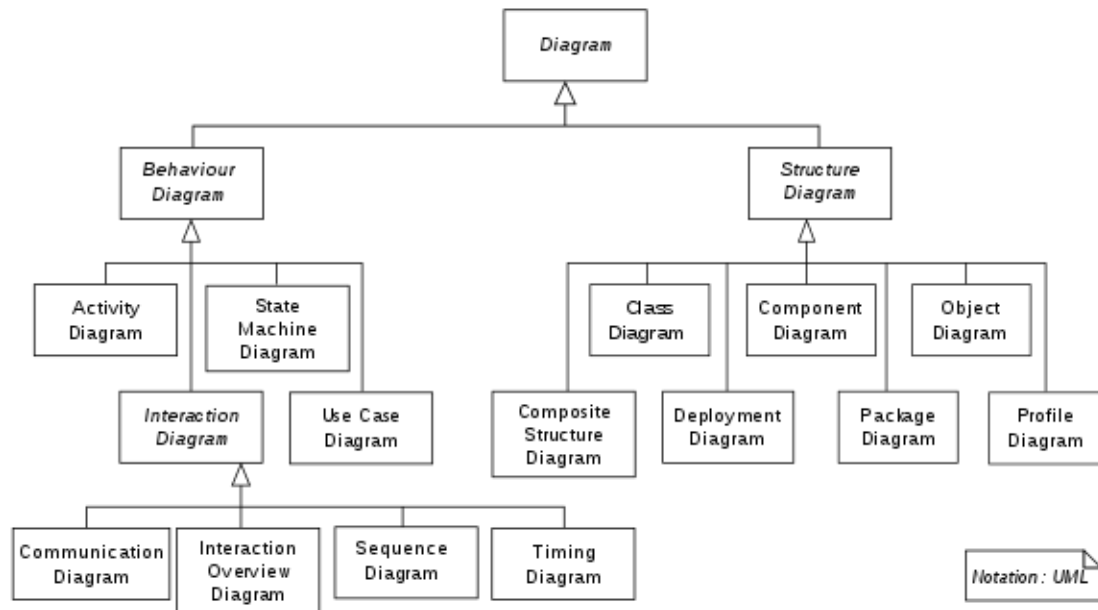 Diagram
Behaviour
Diagram
Structure
Diagram
Activity
Diagram
State
Machine
Diagram
Class
Diagram
Component
Diagram
Object
Diagram
Interaction
Diagram
Use Case
Diagram
Composite
Structure
Diagram
Deployment
Diagram
Package
Diagram
Profile
Diagram
Communication
Diagram
Interaction
Overview
Diagram
Sequence
Diagram
Timing
Diagram
Notation : UML